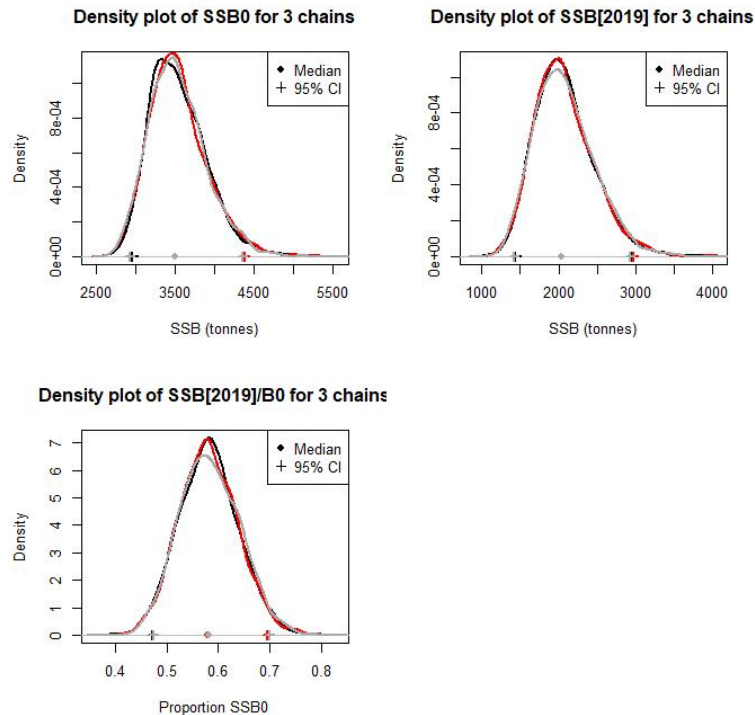 Density plot of SSB0 for 3 chains
Density
8e-04
4e-04
0e+00
Median
95% CI
2500 3500 4500 5500
SSB (tonnes)
Density plot of SSB[2019] for 3 chains
Density
8e-04
4e-04
0e+00
Median
95% CI
1000 2000 3000 4000
SSB (tonnes)
Density plot of SSB[2019]/B0 for 3 chains
Density
7
6
5
4
3
2
1
0
Median
95% CI
0.4 0.5 0.6 0.7 0.8
Proportion SSB0